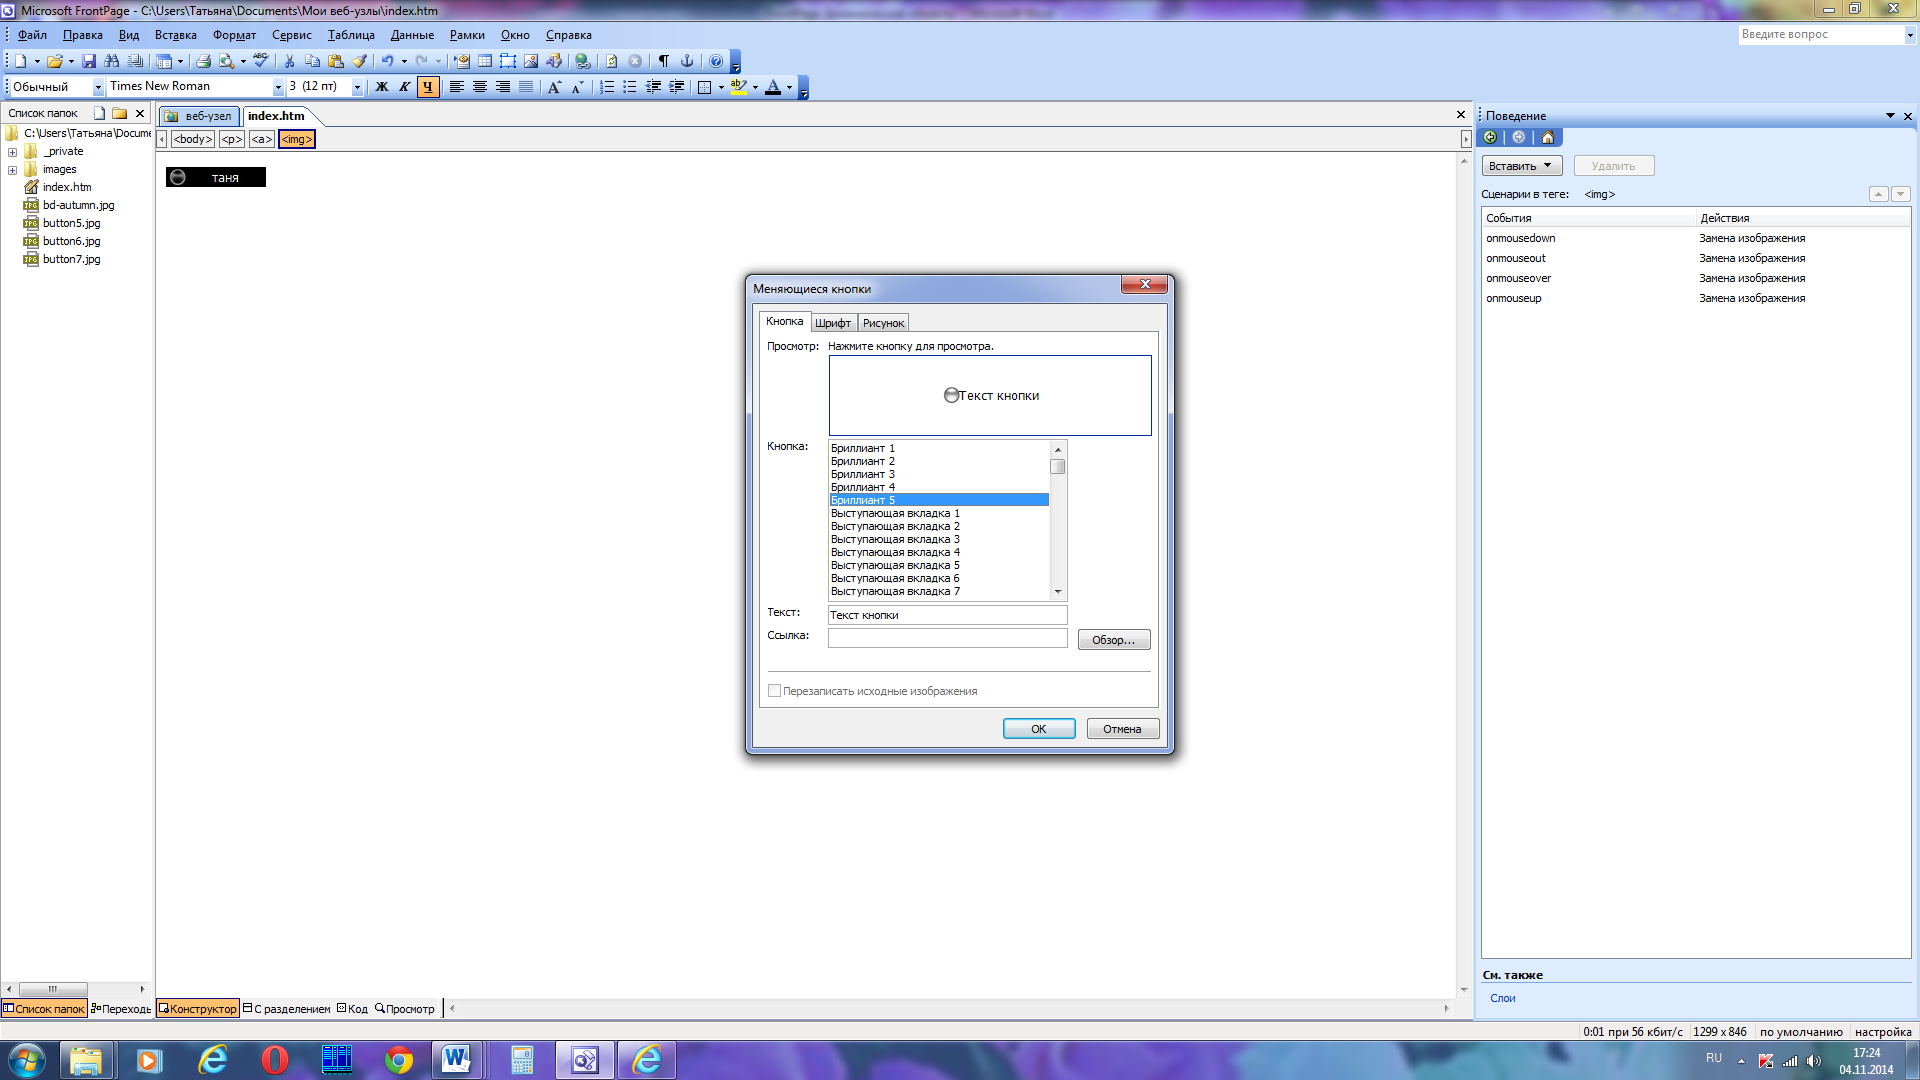 Microsoft FrontPage - C:\Users\Татьяна\Documents\Мои веб-узлы\index.htm
Файл Правка Вид Вставка Формат Сервис Таблица Данные Рамки Окно Справка
Введите вопрос
Обычный Times New Roman 3 (12 пт) Ж К Ч
Список папок
веб-узел index.htm
Поведение
C:\Users\Татьяна\Docume
<body> <p> <a> <img>
_private
images
index.htm
bd-autumn.jpg
button5.jpg
button6.jpg
button7.jpg
таня
Вставить Удалить
Сценарии в теге: <img>
События Действия
onmousedown Замена изображения
onmouseout Замена изображения
onmouseover Замена изображения
onmouseup Замена изображения
Меняющиеся кнопки
Кнопка Шрифт Рисунок
Просмотр: Нажмите кнопку для просмотра.
Текст кнопки
Кнопка:
Бриллиант 1
Бриллиант 2
Бриллиант 3
Бриллиант 4
Бриллиант 5
Выступающая вкладка 1
Выступающая вкладка 2
Выступающая вкладка 3
Выступающая вкладка 4
Выступающая вкладка 5
Выступающая вкладка 6
Выступающая вкладка 7
Текст: Текст кнопки
Ссылка: Обзор...
Перезаписать исходные изображения
ОК Отмена
См. также
Слои
Список папок Переходы Конструктор С разделением Код Просмотр
0:01 при 56 кбит/с 1299 x 846 по умолчанию настройка
RU
17:24
04.11.2014